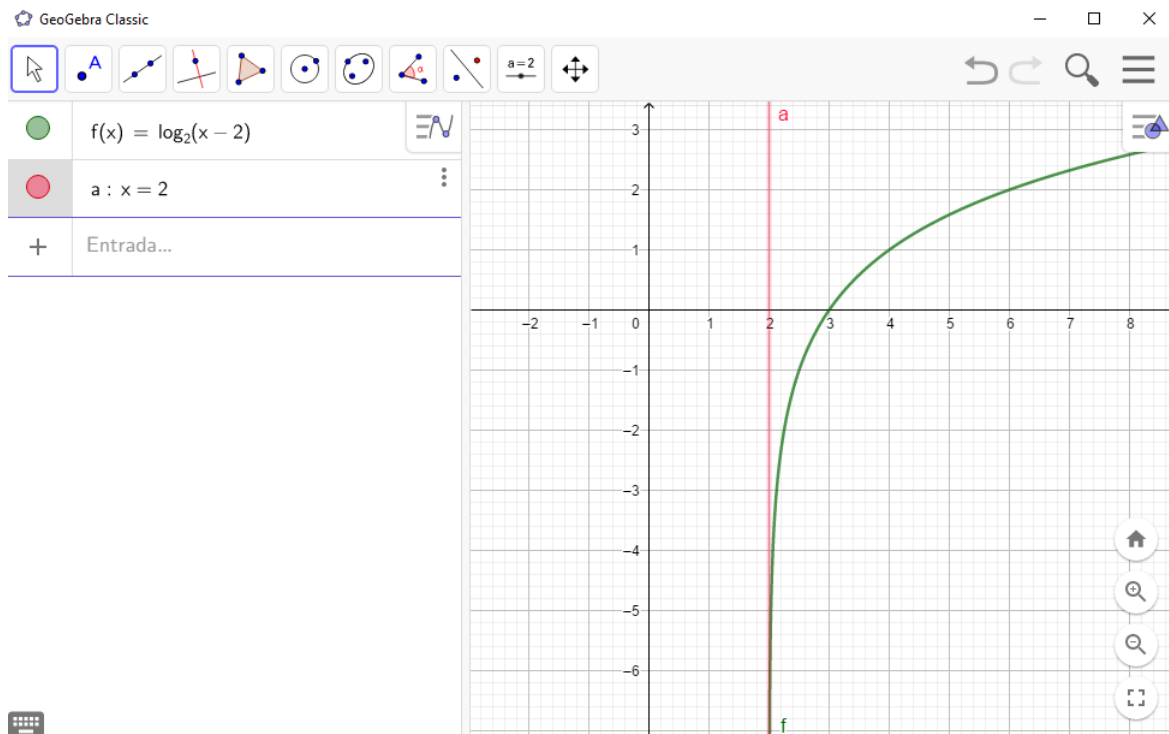 GeoGebra Classic
A
α
a = 2
f(x) = log₂(x − 2)
a : x = 2
+ Entrada...
a
3
2
1
−2 −1 0 1 2 3 4 5 6 7 8
−1
−2
−3
−4
−5
−6
f